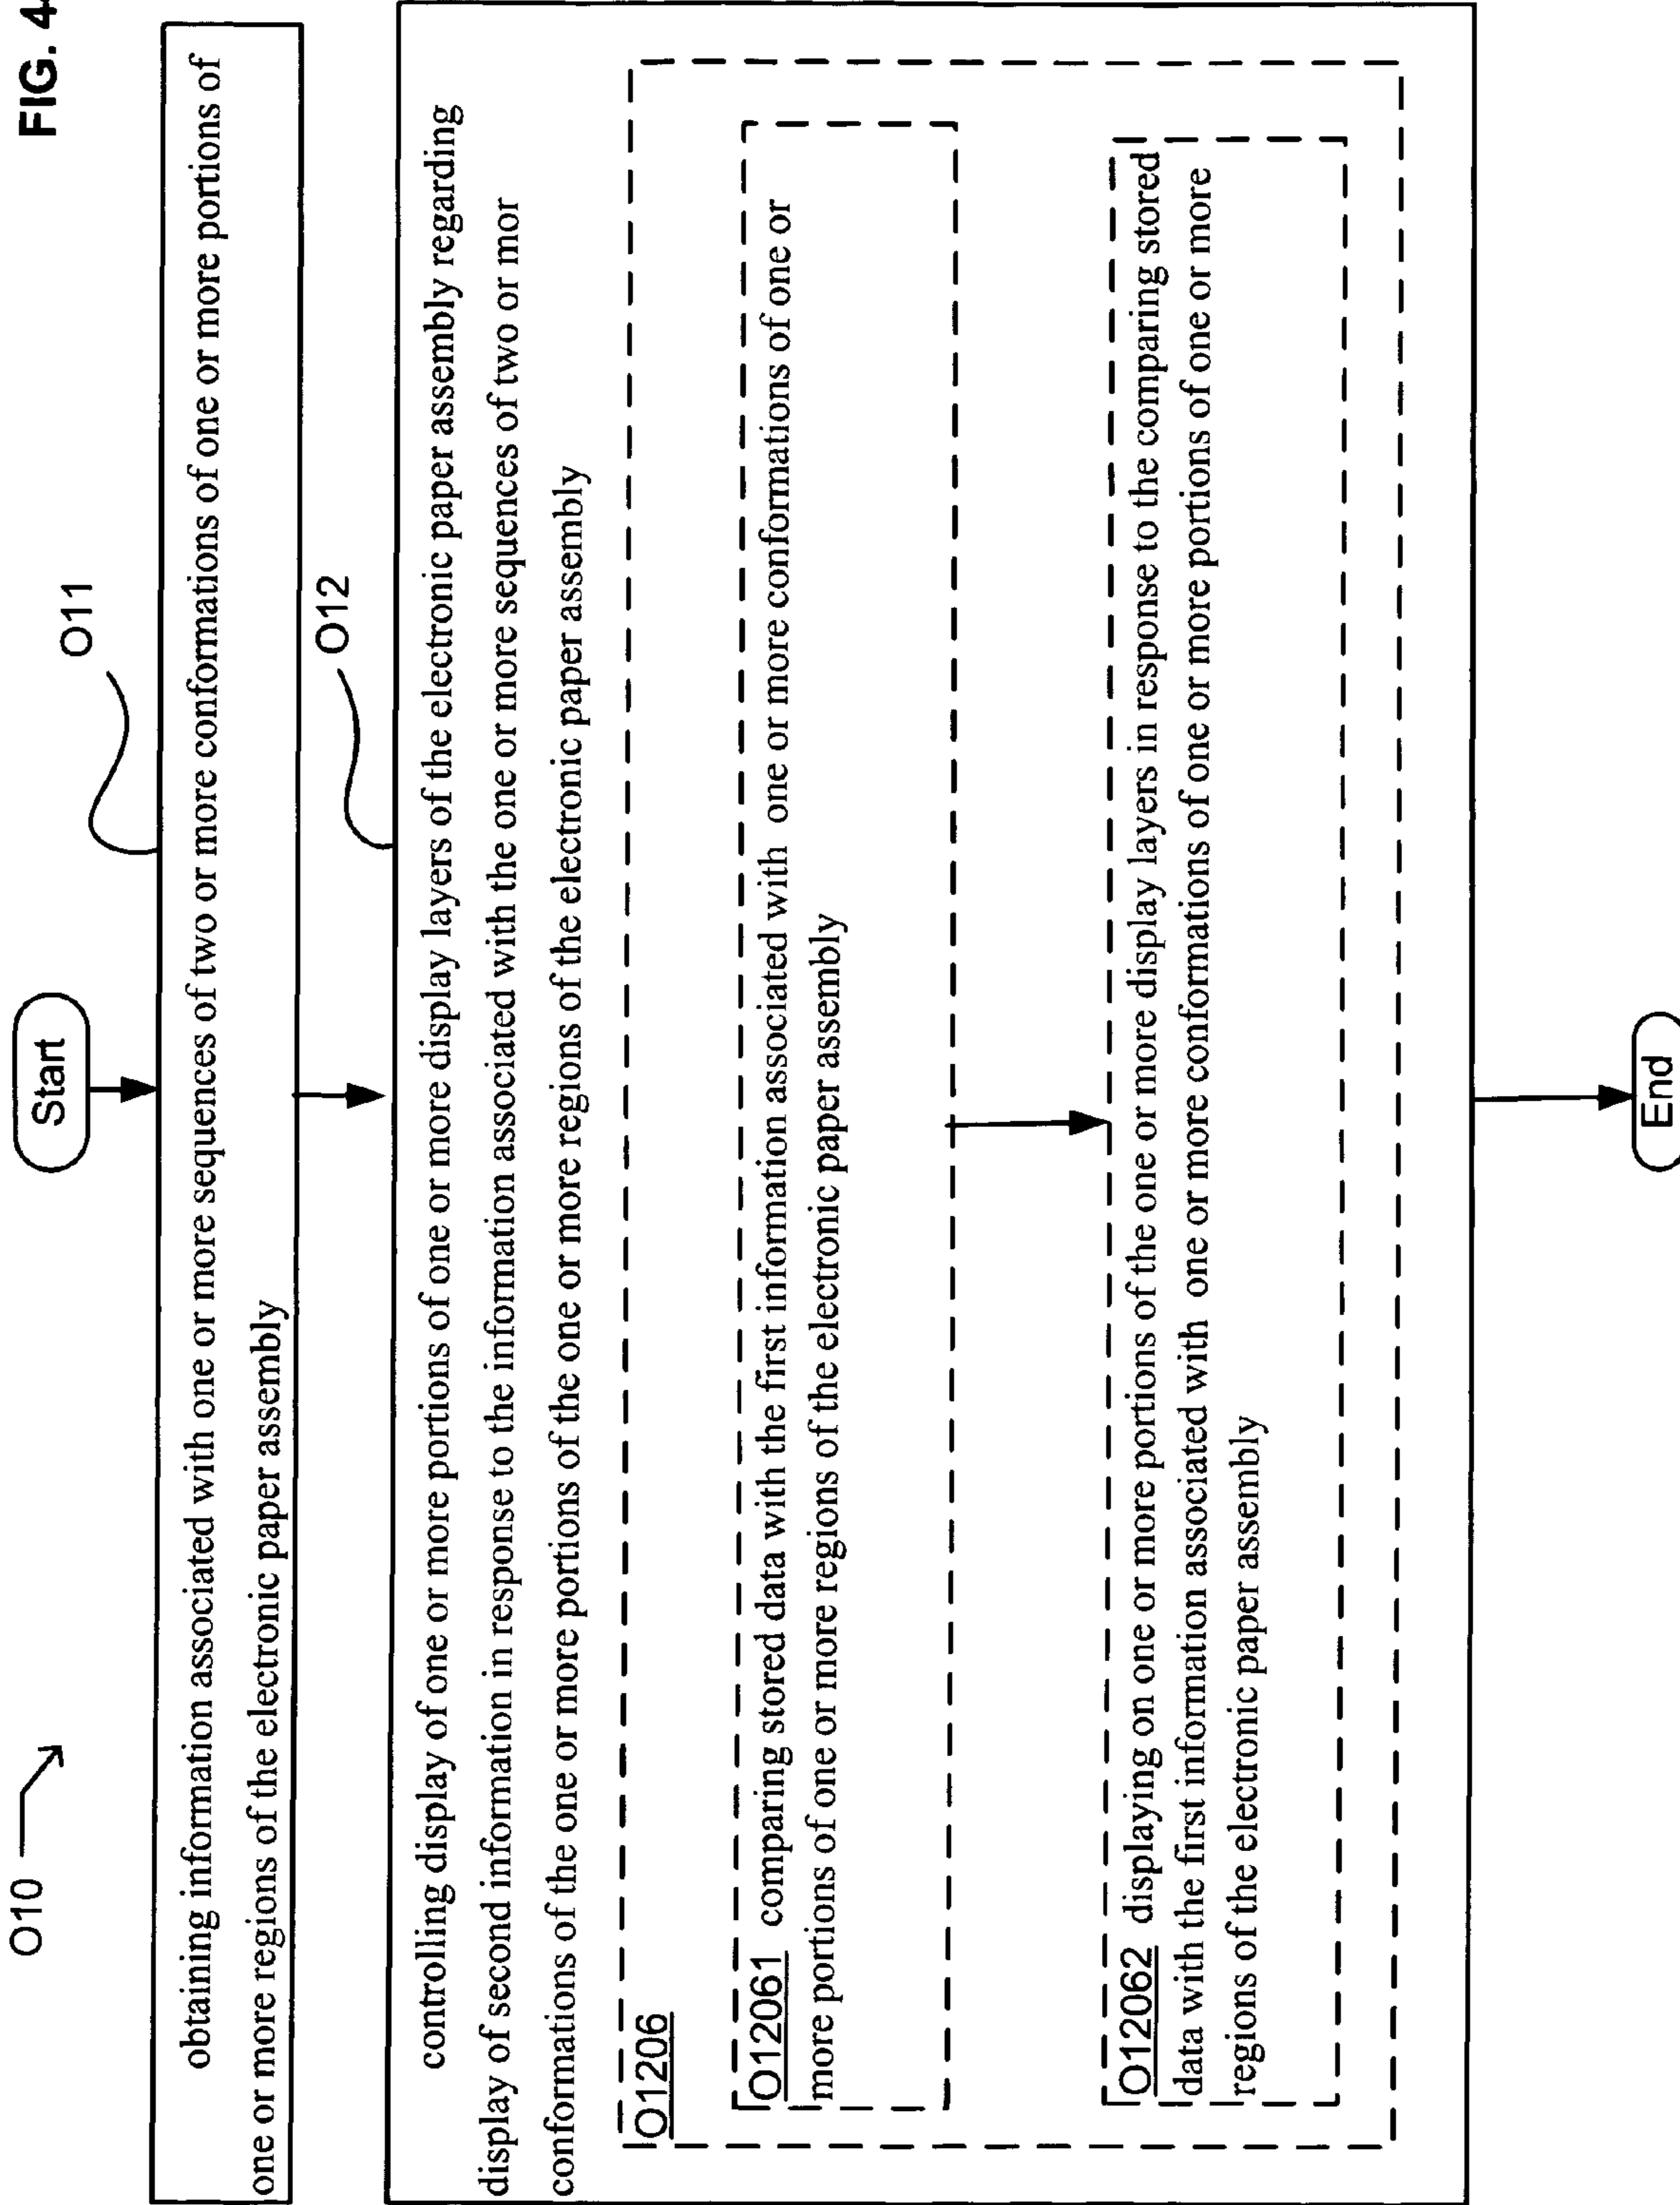 FIG. 4
O10
Start
O11
obtaining information associated with one or more sequences of two or more conformations of one or more portions of
one or more regions of the electronic paper assembly
O12
controlling display of one or more portions of one or more display layers of the electronic paper assembly regarding
display of second information in response to the information associated with the one or more sequences of two or mor
conformations of the one or more portions of the one or more regions of the electronic paper assembly
O1206
O12061 comparing stored data with the first information associated with one or more conformations of one or
more portions of one or more regions of the electronic paper assembly
O12062 displaying on one or more portions of the one or more display layers in response to the comparing stored
data with the first information associated with one or more conformations of one or more portions of one or more
regions of the electronic paper assembly
End